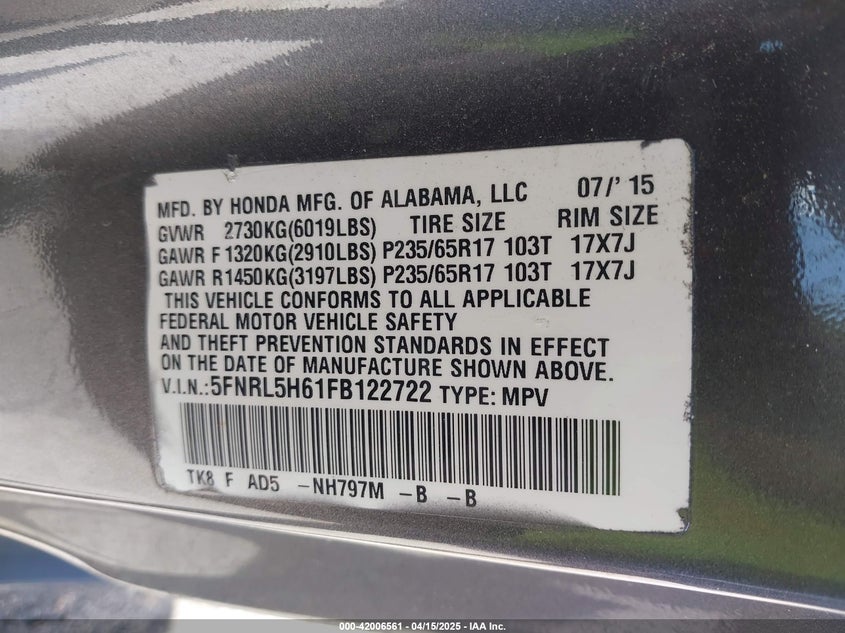 MFD. BY HONDA MFG. OF ALABAMA, LLC 07/' 15
GVWR 2730KG(6019LBS) TIRE SIZE RIM SIZE
GAWR F 1320KG(2910LBS) P235/65R17 103T 17X7J
GAWR R1450KG(3197LBS) P235/65R17 103T 17X7J
THIS VEHICLE CONFORMS TO ALL APPLICABLE
FEDERAL MOTOR VEHICLE SAFETY
AND THEFT PREVENTION STANDARDS IN EFFECT
ON THE DATE OF MANUFACTURE SHOWN ABOVE.
V.I.N.:5FNRL5H61FB122722 TYPE: MPV
TK8 F AD5 -NH797M -B -B
000-42006561 - 04/15/2025 - IAA Inc.